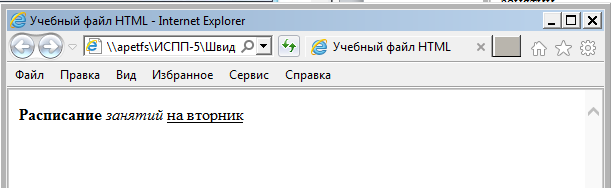 Учебный файл HTML - Internet Explorer
\\apetfs\ИСПП-5\Швид
Учебный файл HTML
Файл Правка Вид Избранное Сервис Справка
Расписание занятий на вторник